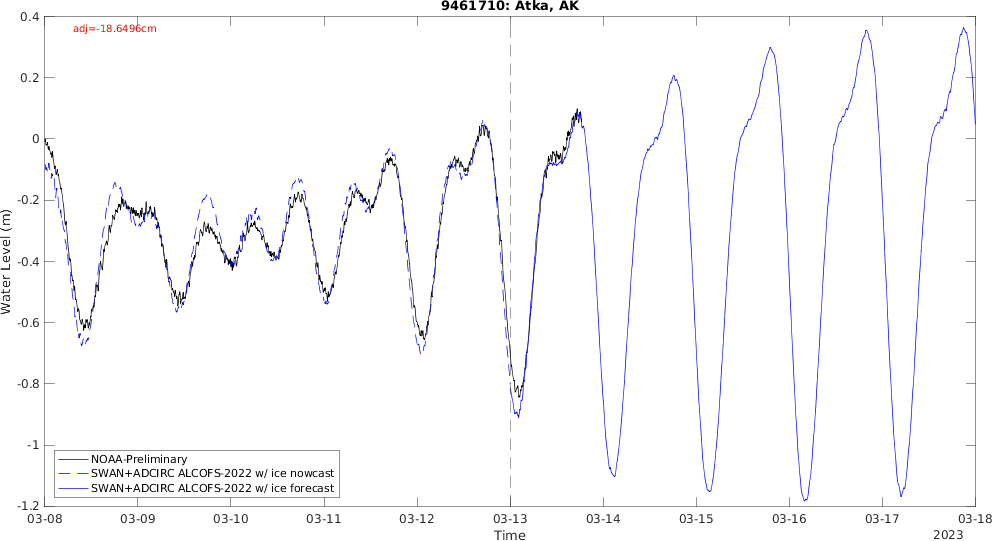 9461710: Atka, AK
adj=-18.6496cm
0.4
0.2
0
-0.2
-0.4
-0.6
-0.8
-1
-1.2
Water Level (m)
NOAA-Preliminary
SWAN+ADCIRC ALCOFS-2022 w/ ice nowcast
SWAN+ADCIRC ALCOFS-2022 w/ ice forecast
03-08 03-09 03-10 03-11 03-12 03-13 03-14 03-15 03-16 03-17 03-18
Time
2023